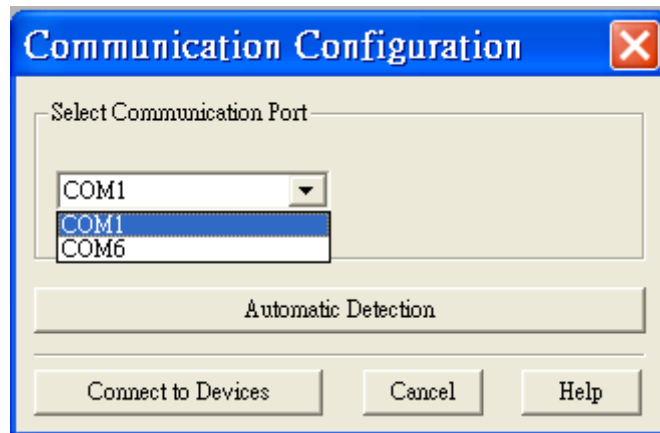 Communication Configuration
Select Communication Port
COM1
COM1
COM6
Automatic Detection
Connect to Devices Cancel Help